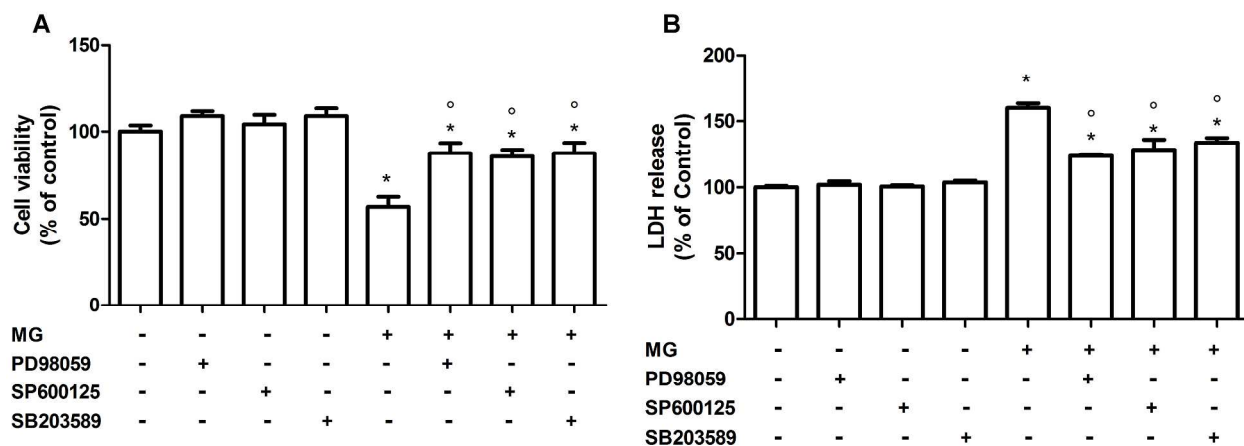 A
Cell viability
(% of control)
150
100
50
0
* ° * ° * ° *
MG - - - - + + + +
PD98059 - + - - - + - -
SP600125 - - + - - - + -
SB203589 - - - + - - - +
B
LDH release
(% of Control)
200
150
100
50
0
* ° * ° * ° *
MG - - - - + + + +
PD98059 - + - - - + - -
SP600125 - - + - - - + -
SB203589 - - - + - - - +